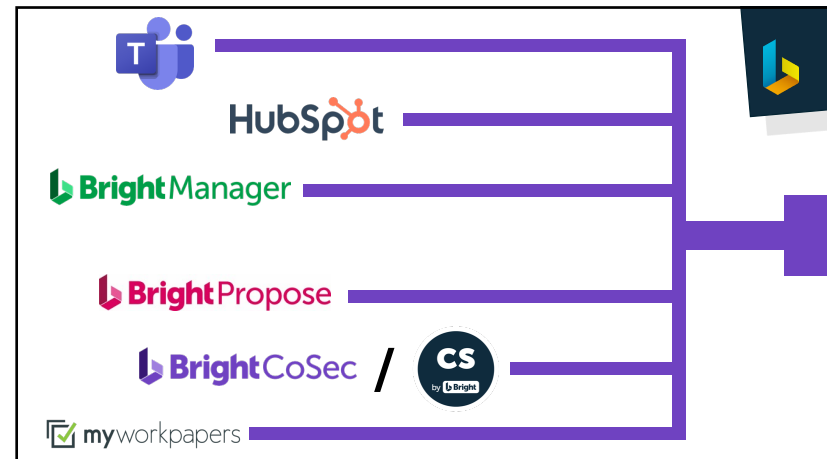 T
HubSpot
BrightManager
BrightPropose
BrightCoSec / CS
by Bright
myworkpapers